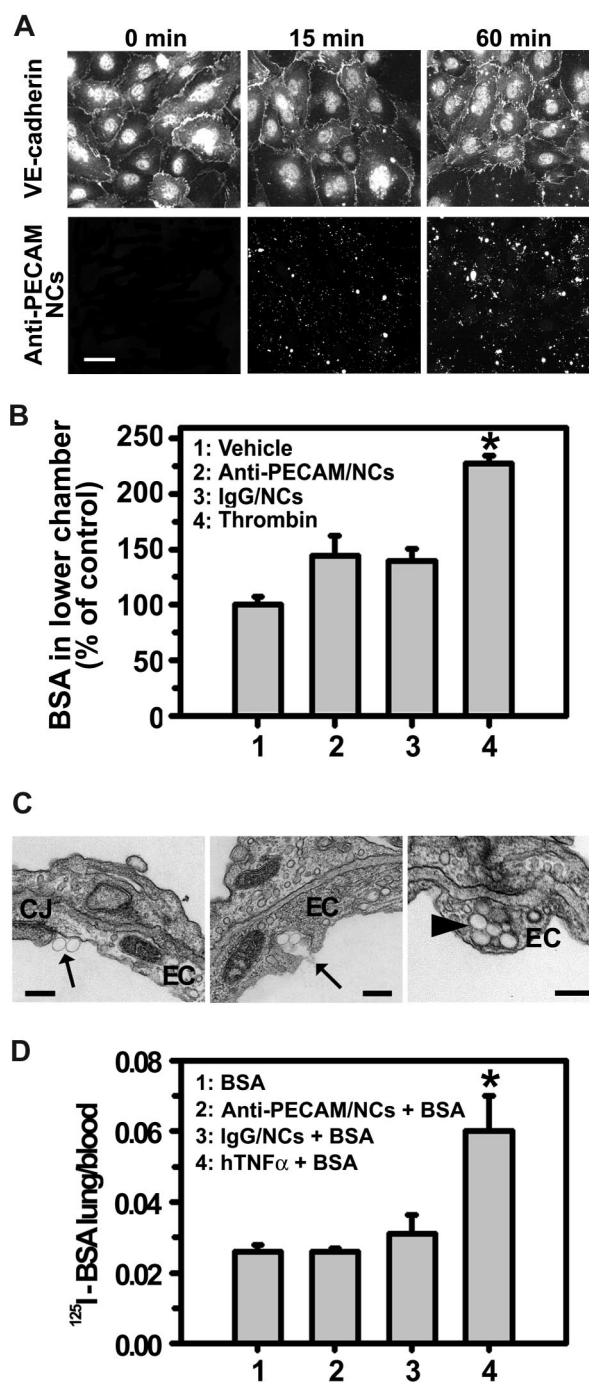 A
0 min 15 min 60 min
VE-cadherin
Anti-PECAM
NCs
B
BSA in lower chamber
(% of control)
250
200
150
100
50
25
0
1: Vehicle
2: Anti-PECAM/NCs
3: IgG/NCs
4: Thrombin
*
1 2 3 4
C
CJ
EC
EC
EC
D
¹²⁵I-BSA lung/blood
0.08
0.06
0.04
0.02
0.00
1: BSA
2: Anti-PECAM/NCs + BSA
3: IgG/NCs + BSA
4: hTNFα + BSA
*
1 2 3 4